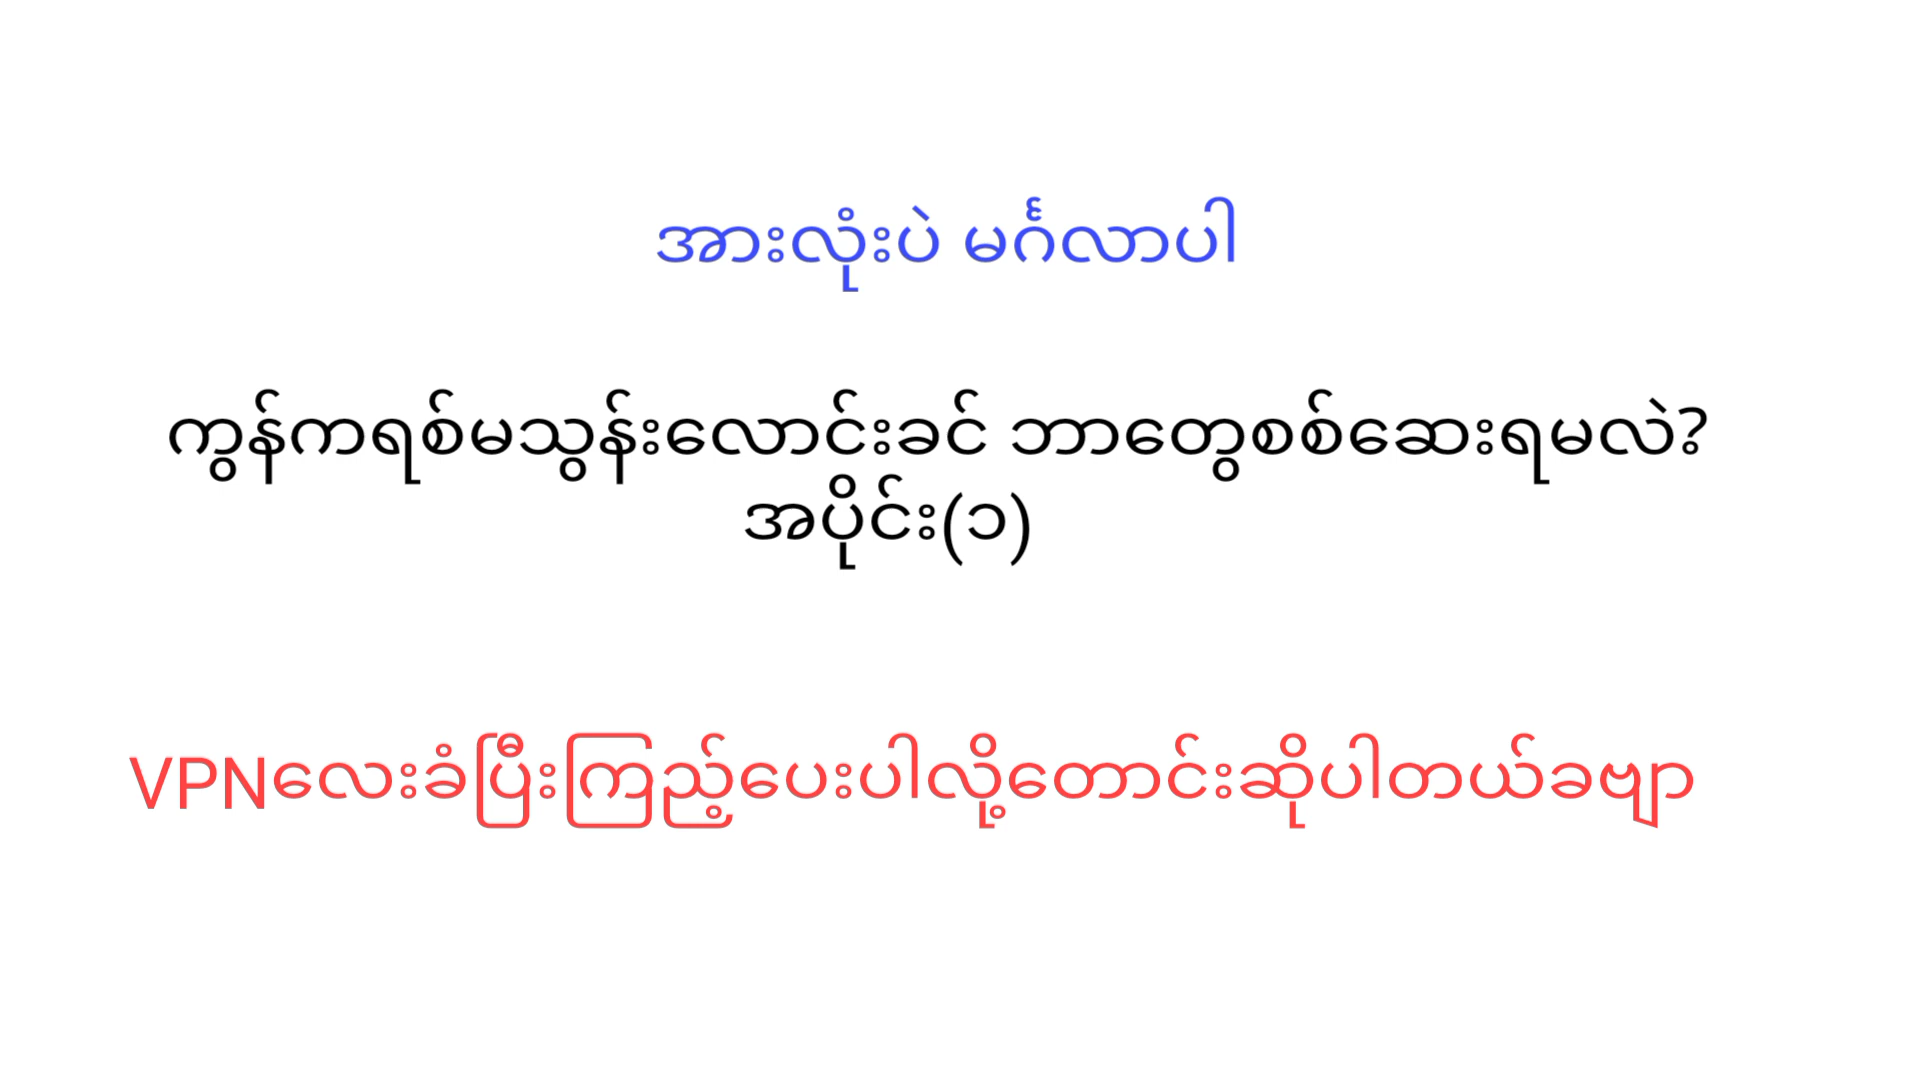 အားလုံးပဲ မင်္ဂလာပါ
ကွန်ကရစ်မသွန်းလောင်းခင် ဘာတွေစစ်ဆေးရမလဲ?
အပိုင်း(၁)
VPNလေးခံပြီးကြည့်ပေးပါလို့တောင်းဆိုပါတယ်ခဗျာ